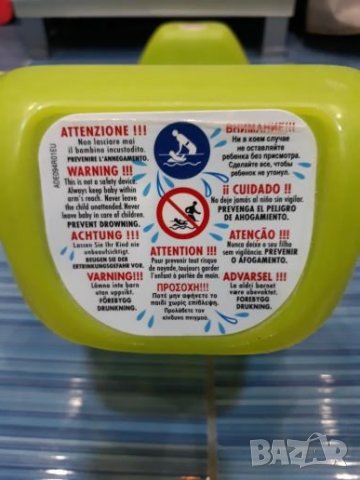 ATTENZIONE !!!
Non lasciare mai
il bambino incustodito.
PREVENIRE L'ANNEGAMENTO.
WARNING !!!
This is not a safety device.
Always keep baby within
arm's reach. Never leave
the child unattended. Never
leave baby in care of children.
PREVENT DROWNING.
ACHTUNG !!!
Lassen Sie Ihr Kind nie
unbeaufsichtigt.
BEUGEN SIE DER
ERTRINKUNGSGEFAHR VOR.
VARNING!!!
Lämna inte barn
utan uppsikt.
FÖREBYGG
DRUNKNING.
ATTENTION !!!
Pour prevenir tout risque
de noyade, toujours garder
l'enfant à portée de main.
ΠΡΟΣΟΧΗ!!!
Ποτέ μην αφήνετε το
παιδί χωρίς επίβλεψη.
Προλάβετε τον
κίνδυνο πνιγμού.
ВНИМАНИЕ!!!
Ни в коем случае
не оставляйте
ребенка без присмотра.
Сделайте все, чтобы
ребенок не утонул.
¡¡ CUIDADO !!
No deje jamás al niño sin vigilar.
PREVENGA EL PELIGRO
DE AHOGAMIENTO.
ATENÇÃO !!!
Nunca deixe o seu filho
sem vigilância. PREVENIR
O AFOGAMENTO.
ADVARSEL !!!
La aldri barnet
være ubevoktet.
FOREBYGG
DRUKNING.
A0E094R01EU
BAZAR
bg